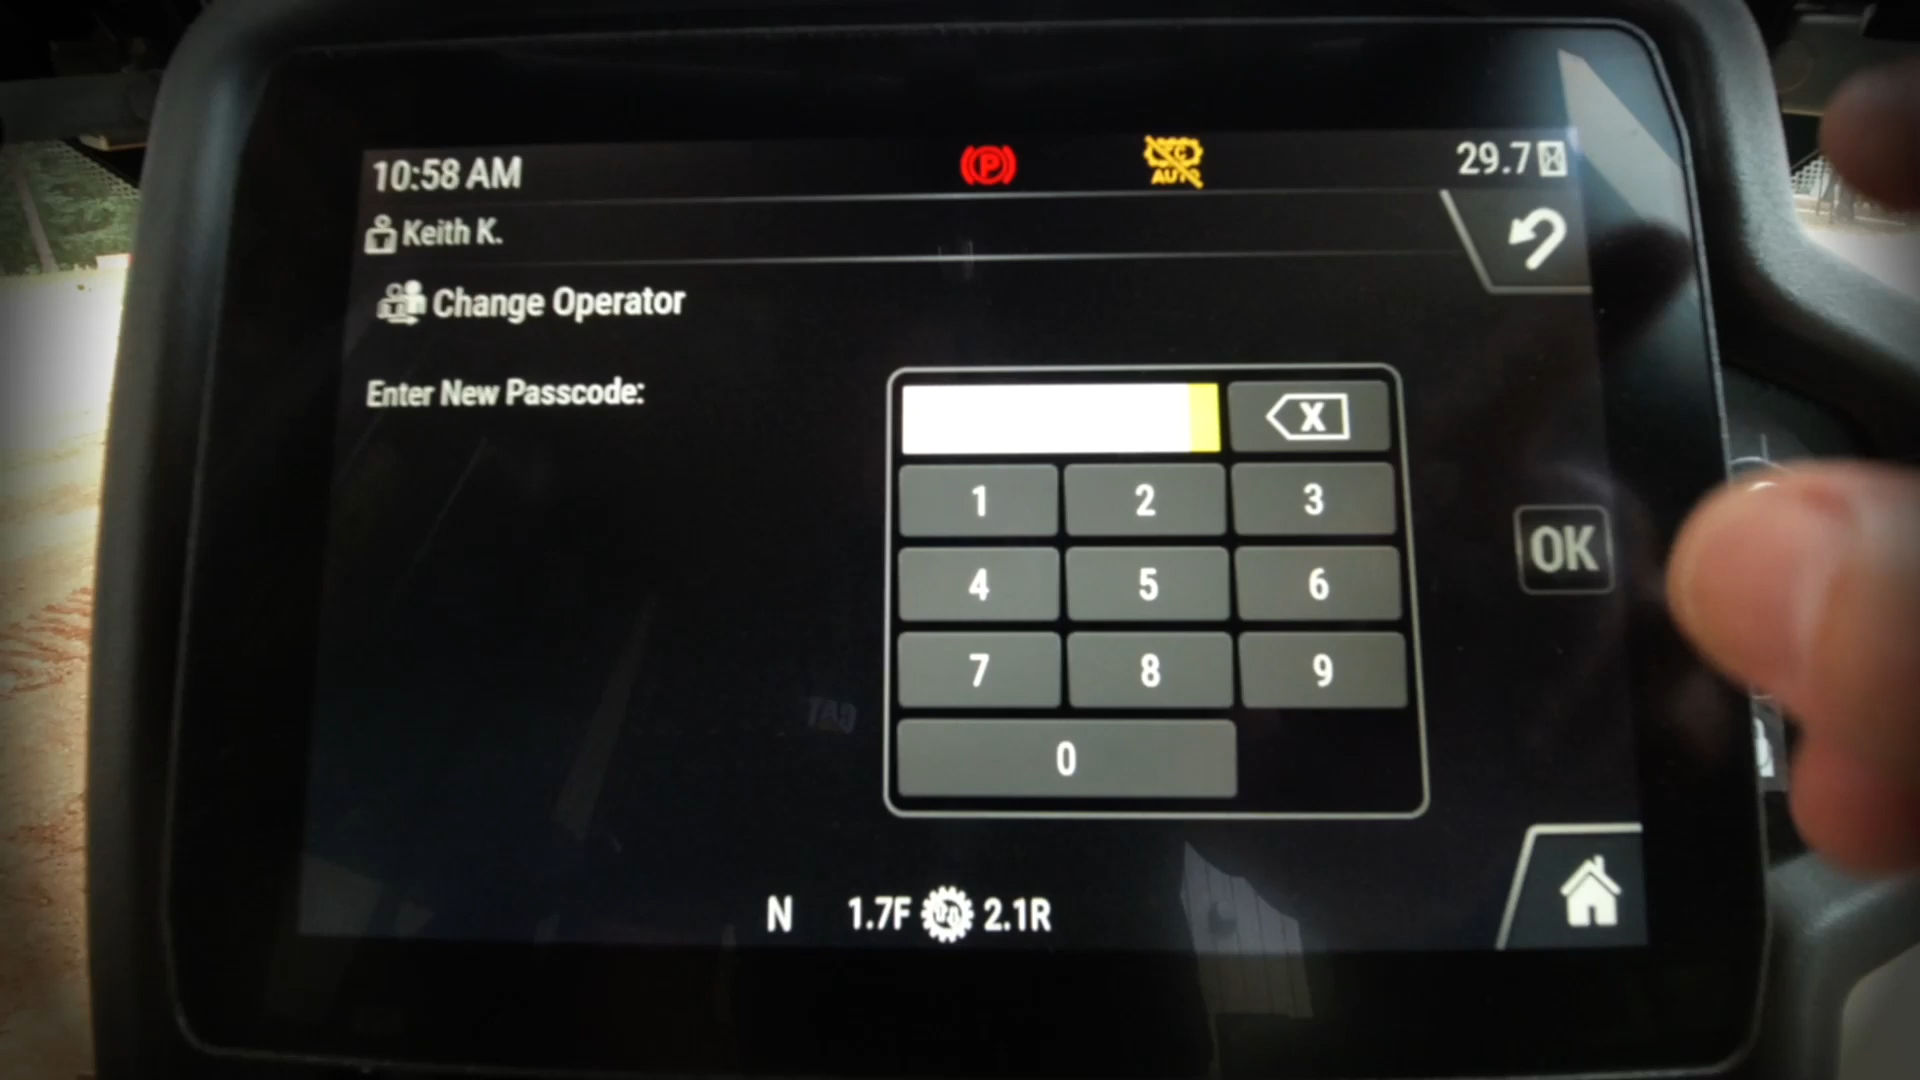 10:58 AM
P
AUTO
29.7
Keith K.
Change Operator
Enter New Passcode:
X
1 2 3
4 5 6
7 8 9
0
OK
N 1.7F 2.1R